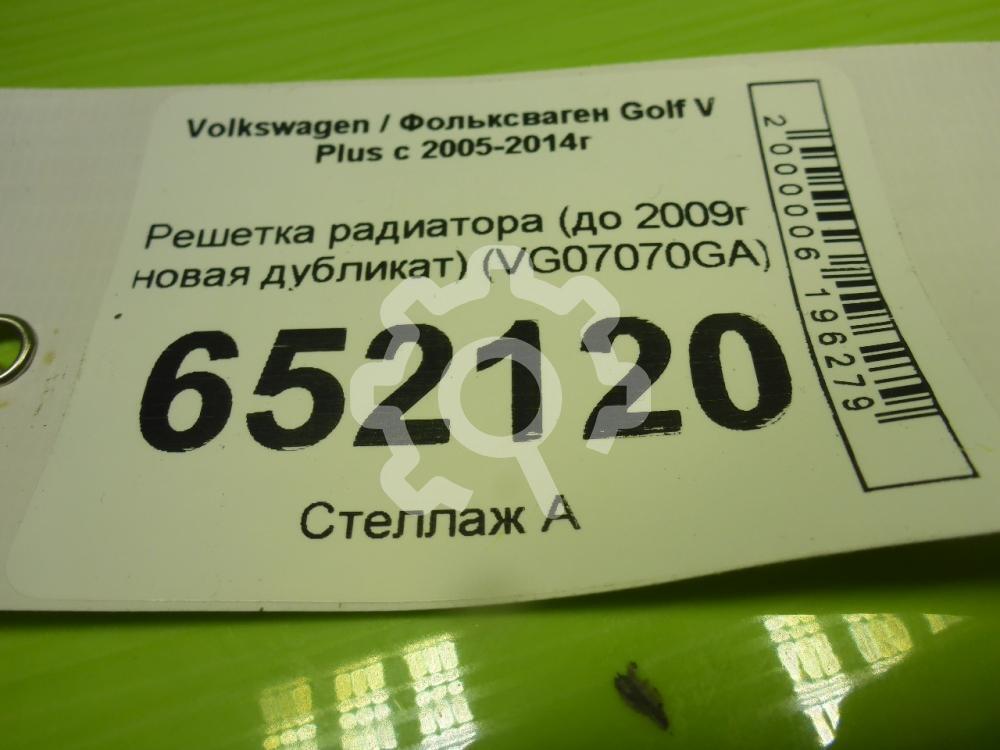 Volkswagen / Фольксваген Golf V
Plus с 2005-2014г
Решетка радиатора (до 2009г
новая дубликат) (VG07070GA)
652120
Стеллаж А
2000006196279